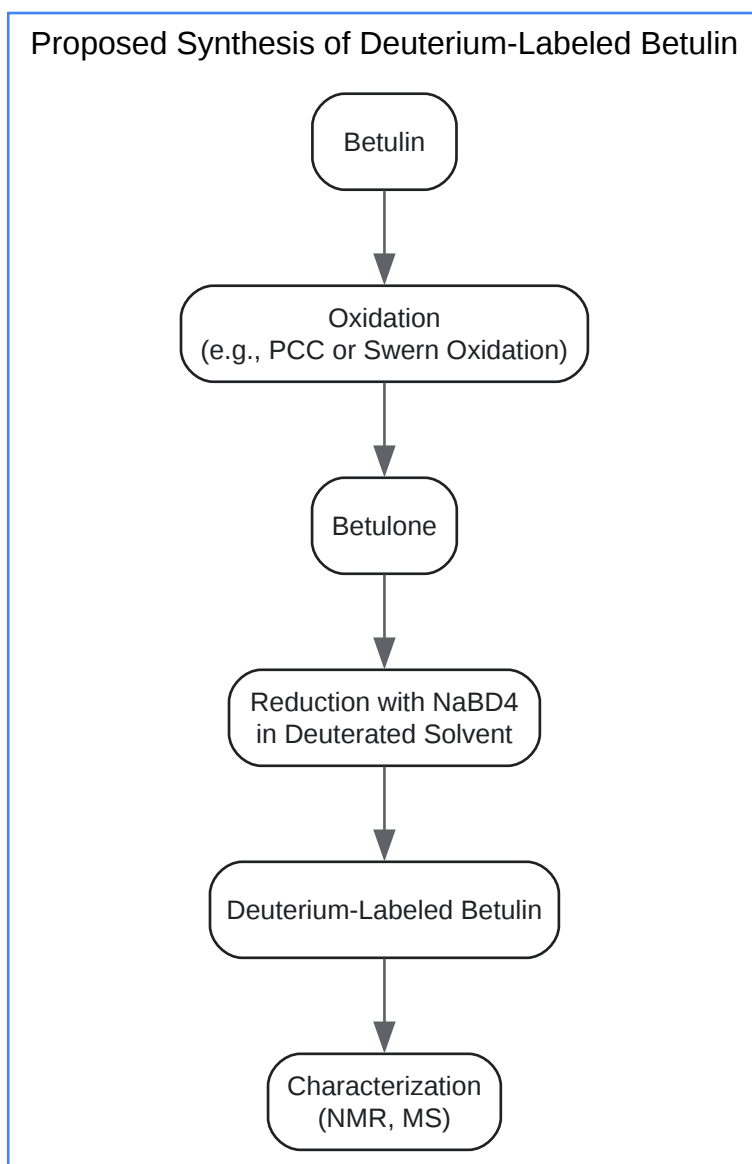 Proposed Synthesis of Deuterium-Labeled Betulin
Betulin
Oxidation
(e.g., PCC or Swern Oxidation)
Betulone
Reduction with NaBD4
in Deuterated Solvent
Deuterium-Labeled Betulin
Characterization
(NMR, MS)